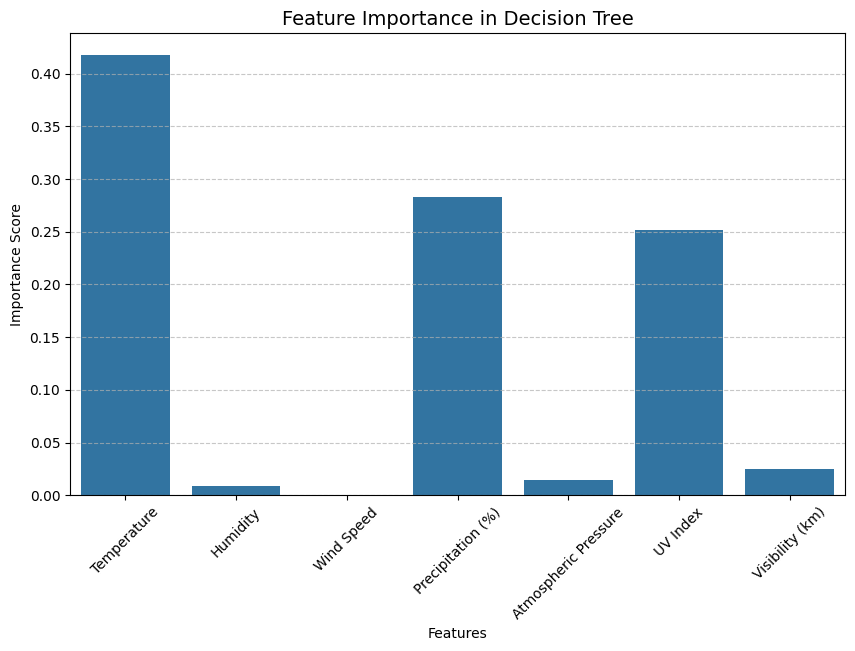 Feature Importance in Decision Tree
Importance Score
0.40
0.35
0.30
0.25
0.20
0.15
0.10
0.05
0.00
Temperature
Humidity
Wind Speed
Precipitation (%)
Atmospheric Pressure
UV Index
Visibility (km)
Features